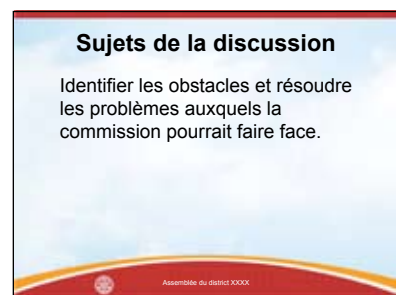 Sujets de la discussion
Identifier les obstacles et résoudre
les problèmes auxquels la
commission pourrait faire face.
Assemblée du district XXXX